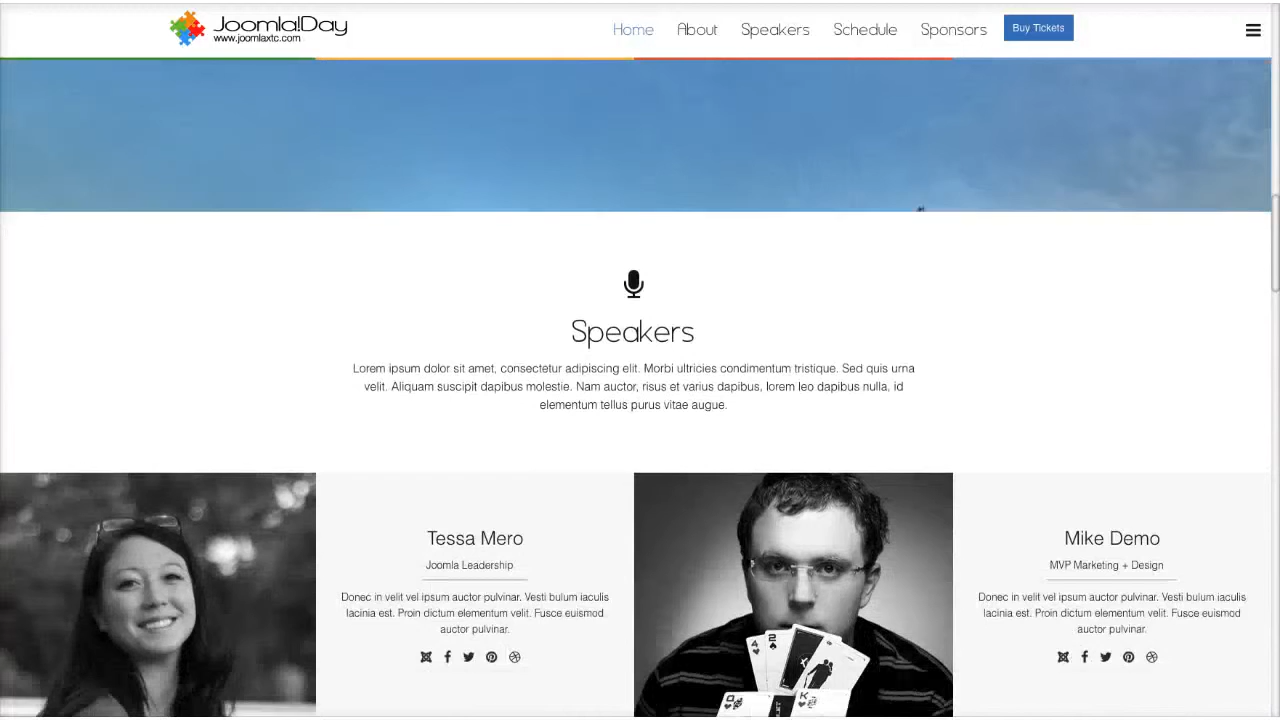 Joomla!Day
www.joomlaxtc.com
Home About Speakers Schedule Sponsors Buy Tickets
Speakers
Lorem ipsum dolor sit amet, consectetur adipiscing elit. Morbi ultricies condimentum tristique. Sed quis urna
velit. Aliquam suscipit dapibus molestie. Nam auctor, risus et varius dapibus, lorem leo dapibus nulla, id
elementum tellus purus vitae augue.
Tessa Mero
Joomla Leadership
Donec in velit vel ipsum auctor pulvinar. Vesti bulum iaculis
lacinia est. Proin dictum elementum velit. Fusce euismod
auctor pulvinar.
4 2
Q K
Mike Demo
MVP Marketing + Design
Donec in velit vel ipsum auctor pulvinar. Vesti bulum iaculis
lacinia est. Proin dictum elementum velit. Fusce euismod
auctor pulvinar.